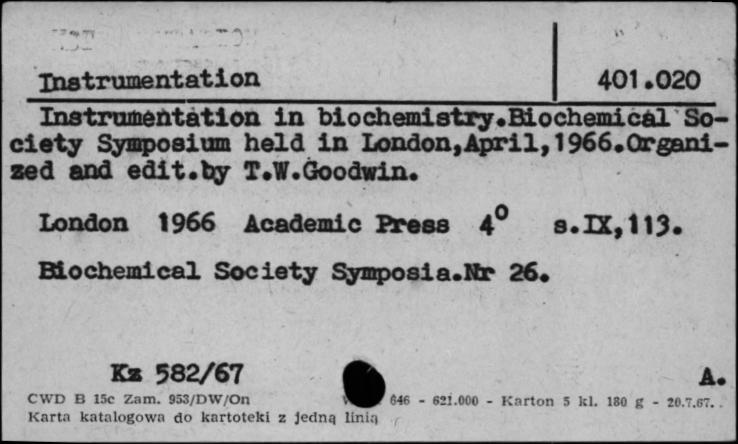 Instrumentation 401.020
Instrumentation in biochemistry.Biochemical So-
ciety Symposium held in London,April,1966.Organi-
zed and edit.by T.W.Goodwin.
London 1966 Academic Press 4° s.IX,113.
Biochemical Society Symposia.Nr 26.
Kz 582/67 A.
CWD B 15c Zam. 953/DW/On 646 - 621.000 - Karton 5 kl. 180 g - 20.7.67.
Karta katalogowa do kartoteki z jedną linią